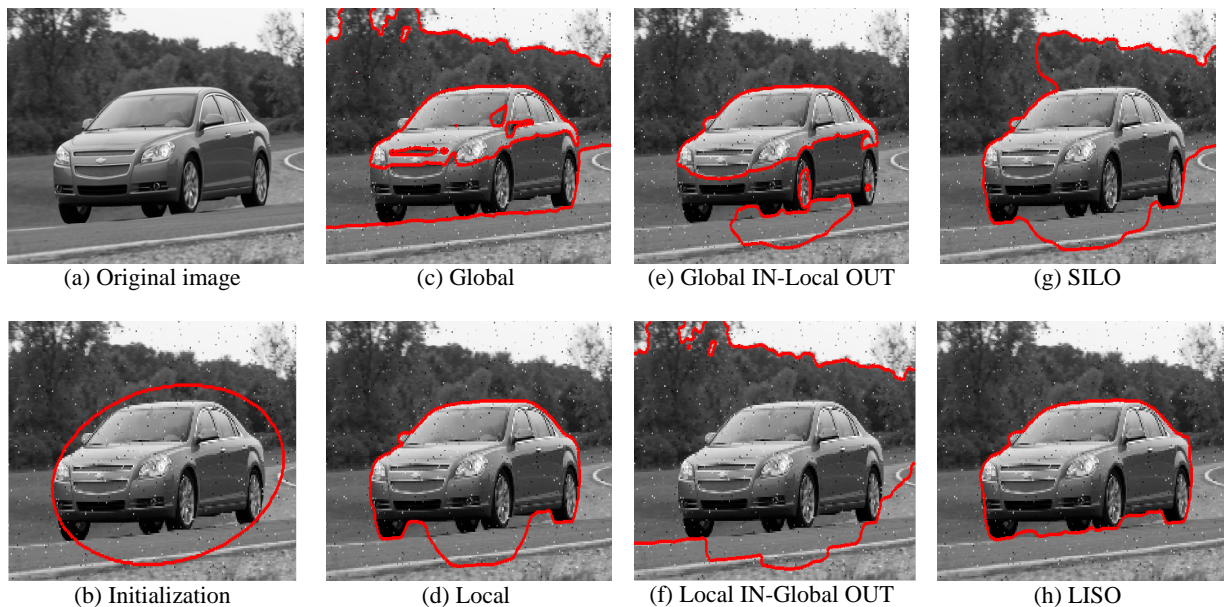 (a) Original image
(c) Global
(e) Global IN-Local OUT
(g) SILO
(b) Initialization
(d) Local
(f) Local IN-Global OUT
(h) LISO